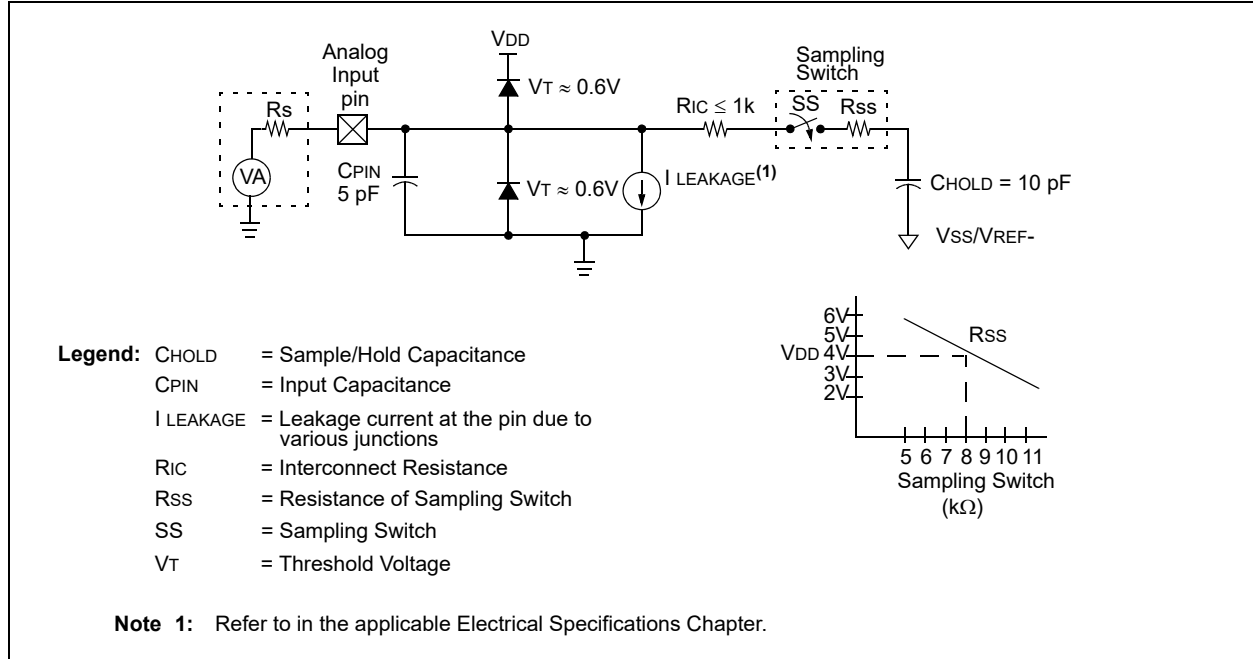 VDD
Analog
Input
pin
VT ≈ 0.6V
Sampling
Switch
Rs
RIC ≤ 1k
SS
Rss
VA
CPIN
5 pF
VT ≈ 0.6V
I LEAKAGE(1)
CHOLD = 10 pF
VSS/VREF-
Legend: CHOLD = Sample/Hold Capacitance
CPIN = Input Capacitance
I LEAKAGE = Leakage current at the pin due to
various junctions
RIC = Interconnect Resistance
RSS = Resistance of Sampling Switch
SS = Sampling Switch
VT = Threshold Voltage
6V
5V
VDD 4V
3V
2V
RSS
5 6 7 8 9 10 11
Sampling Switch
(kΩ)
Note 1: Refer to in the applicable Electrical Specifications Chapter.